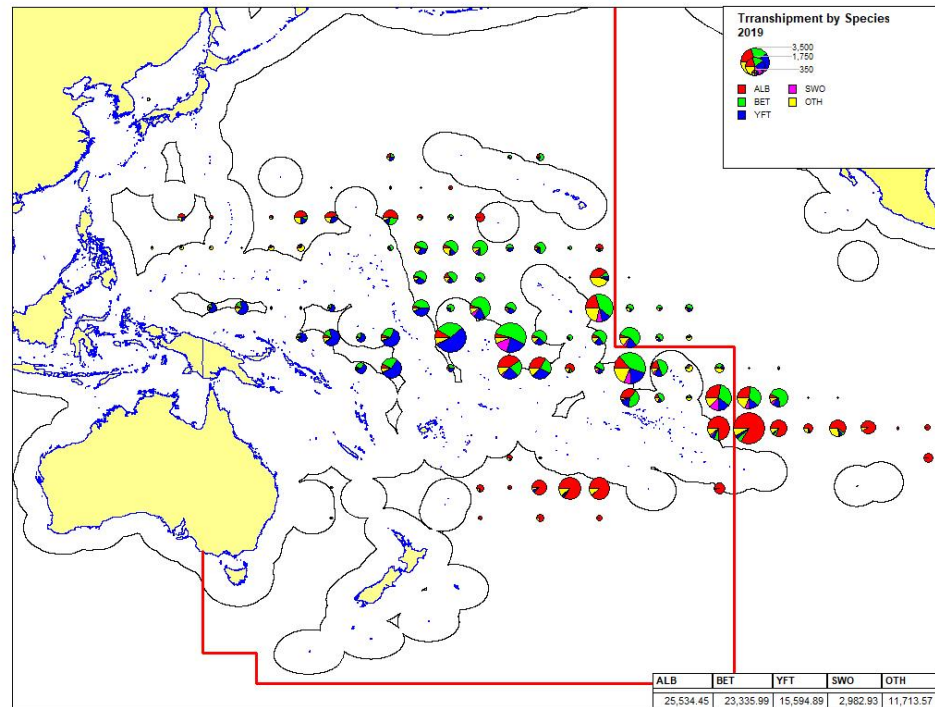 Trranshipment by Species
2019
3,500
1,750
350
ALB SWO
BET OTH
YFT
ALB BET YFT SWO OTH
25,534.45 23,335.99 15,594.89 2,982.93 11,713.57